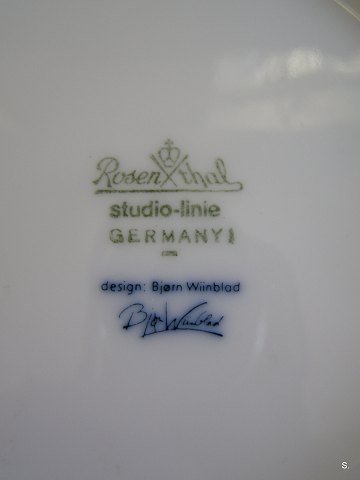 Rosenthal
studio-linie
GERMANY
design: Bjørn Wiinblad
Bjørn Wiinblad
S.